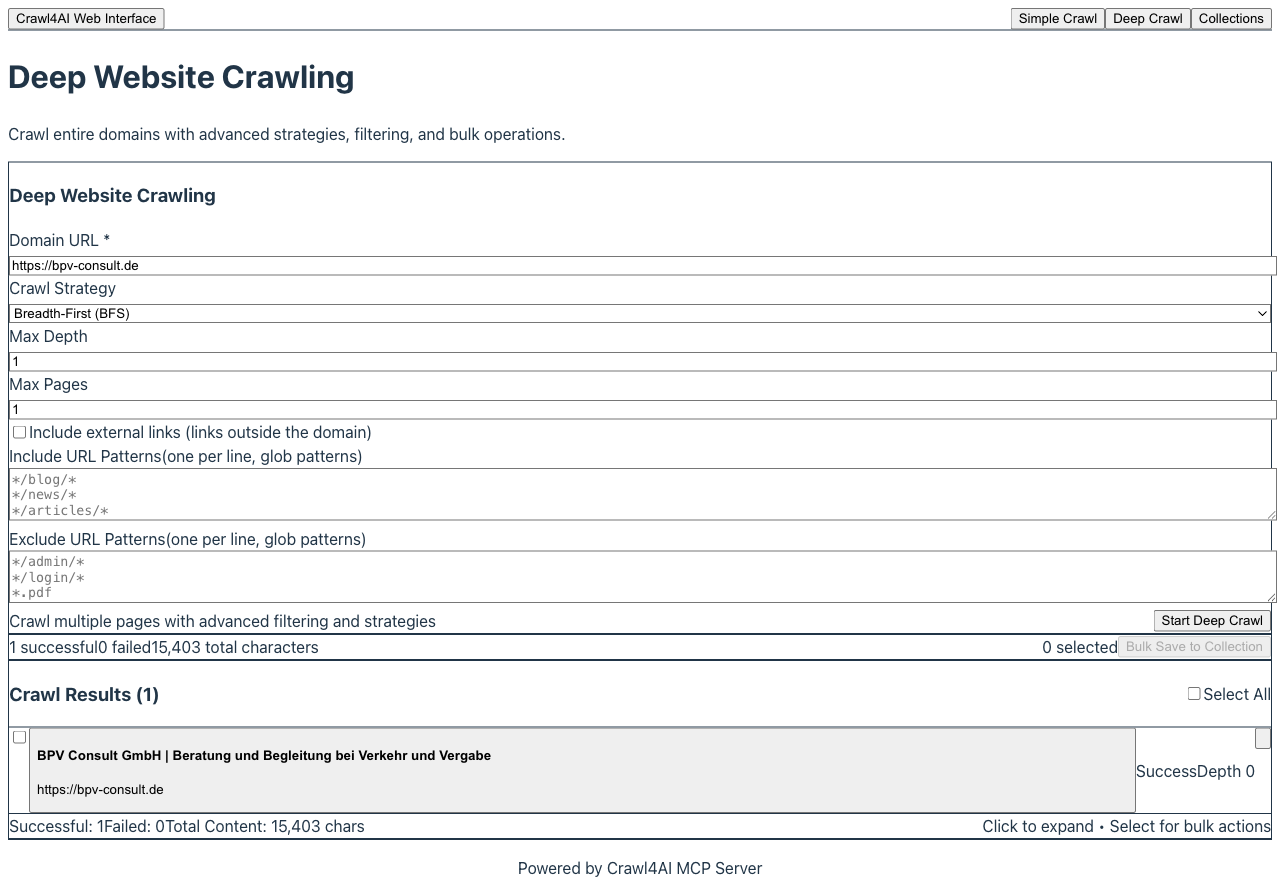 Crawl4AI Web Interface
Simple Crawl Deep Crawl Collections
Deep Website Crawling
Crawl entire domains with advanced strategies, filtering, and bulk operations.
Deep Website Crawling
Domain URL *
https://bpv-consult.de
Crawl Strategy
Breadth-First (BFS)
Max Depth
1
Max Pages
1
Include external links (links outside the domain)
Include URL Patterns(one per line, glob patterns)
*/blog/*
*/news/*
*/articles/*
Exclude URL Patterns(one per line, glob patterns)
*/admin/*
*/login/*
*.pdf
Crawl multiple pages with advanced filtering and strategies
Start Deep Crawl
1 successful0 failed15,403 total characters
0 selected Bulk Save to Collection
Crawl Results (1)
Select All
BPV Consult GmbH | Beratung und Begleitung bei Verkehr und Vergabe
https://bpv-consult.de
SuccessDepth 0
Successful: 1Failed: 0Total Content: 15,403 chars
Click to expand • Select for bulk actions
Powered by Crawl4AI MCP Server